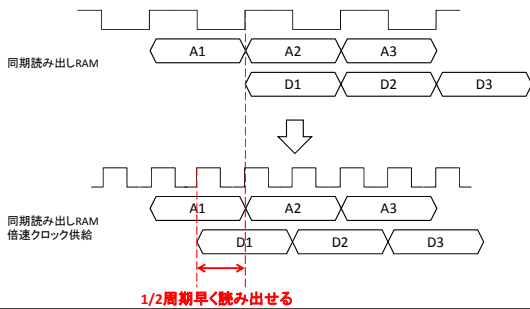 A1 A2 A3
同期読み出しRAM
D1 D2 D3
同期読み出しRAM
倍速クロック供給
A1 A2 A3
D1 D2 D3
1/2周期早く読み出せる